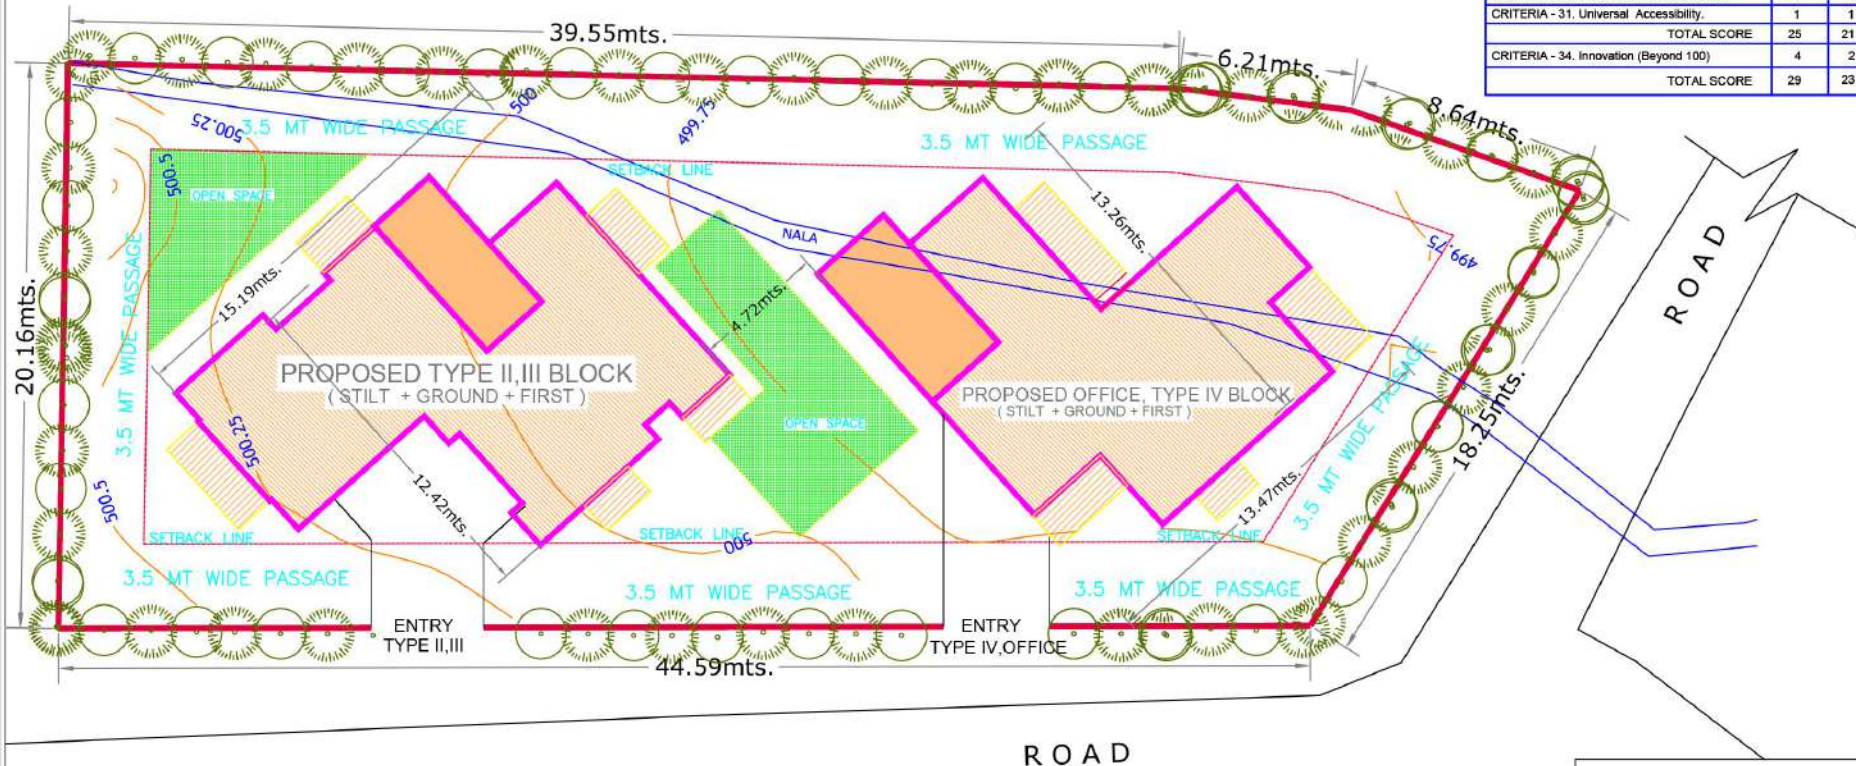 CRITERIA - 31. Universal Accessibility. 1 1
TOTAL SCORE 25 21
CRITERIA - 34. Innovation (Beyond 100) 4 2
TOTAL SCORE 29 23
39.55mts.
6.21mts.
8.64mts.
500
499.75
500.25
3.5 MT WIDE PASSAGE
3.5 MT WIDE PASSAGE
SETBACK LINE
500.5
OPEN SPACE
13.26mts.
NALA
499.75
ROAD
3.5 MT WIDE PASSAGE
15.19mts.
4.72mts.
20.16mts.
PROPOSED TYPE II,III BLOCK
( STILT + GROUND + FIRST )
PROPOSED OFFICE, TYPE IV BLOCK
( STILT + GROUND + FIRST )
OPEN SPACE
3.5 MT WIDE PASSAGE
18.25mts.
500.25
500.5
12.42mts.
13.47mts.
SETBACK LINE
SETBACK LINE
500
SETBACK LINE
3.5 MT WIDE PASSAGE
3.5 MT WIDE PASSAGE
3.5 MT WIDE PASSAGE
ENTRY
TYPE II,III
ENTRY
TYPE IV,OFFICE
44.59mts.
ROAD